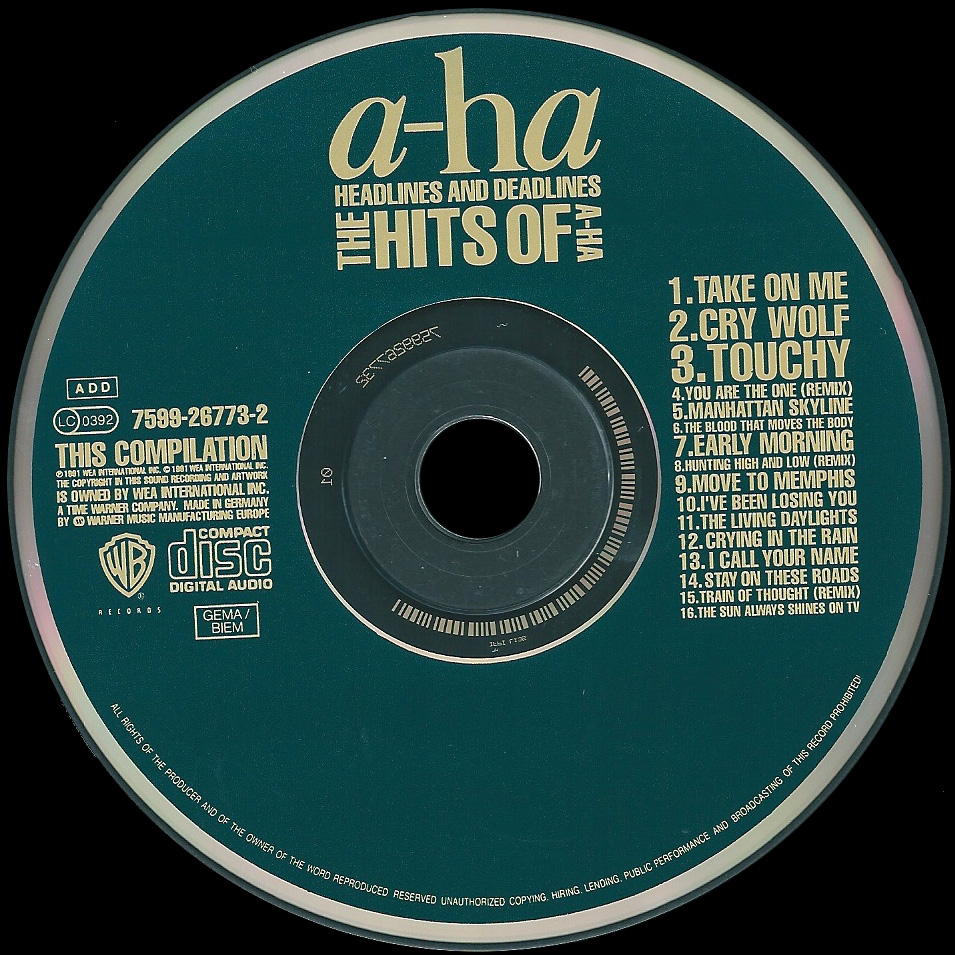 a-ha
HEADLINES AND DEADLINES
THE HITS OF A-HA
1.TAKE ON ME
2.CRY WOLF
3.TOUCHY
4.YOU ARE THE ONE (REMIX)
5.MANHATTAN SKYLINE
6.THE BLOOD THAT MOVES THE BODY
7.EARLY MORNING
8.HUNTING HIGH AND LOW (REMIX)
9.MOVE TO MEMPHIS
10.I'VE BEEN LOSING YOU
11.THE LIVING DAYLIGHTS
12.CRYING IN THE RAIN
13.I CALL YOUR NAME
14.STAY ON THESE ROADS
15.TRAIN OF THOUGHT (REMIX)
16.THE SUN ALWAYS SHINES ON TV
ADD
LC 0392 7599-26773-2
THIS COMPILATION
℗ 1991 WEA INTERNATIONAL INC. © 1991 WEA INTERNATIONAL INC.
THE COPYRIGHT IN THIS SOUND RECORDING AND ARTWORK
IS OWNED BY WEA INTERNATIONAL INC.
A TIME WARNER COMPANY. MADE IN GERMANY
BY WARNER MUSIC MANUFACTURING EUROPE
WB
RECORDS
COMPACT
disc
DIGITAL AUDIO
GEMA/
BIEM
ALL RIGHTS OF THE PRODUCER AND OF THE OWNER OF THE WORD REPRODUCED RESERVED UNAUTHORIZED COPYING, HIRING, LENDING, PUBLIC PERFORMANCE AND BROADCASTING OF THIS RECORD PROHIBITED!